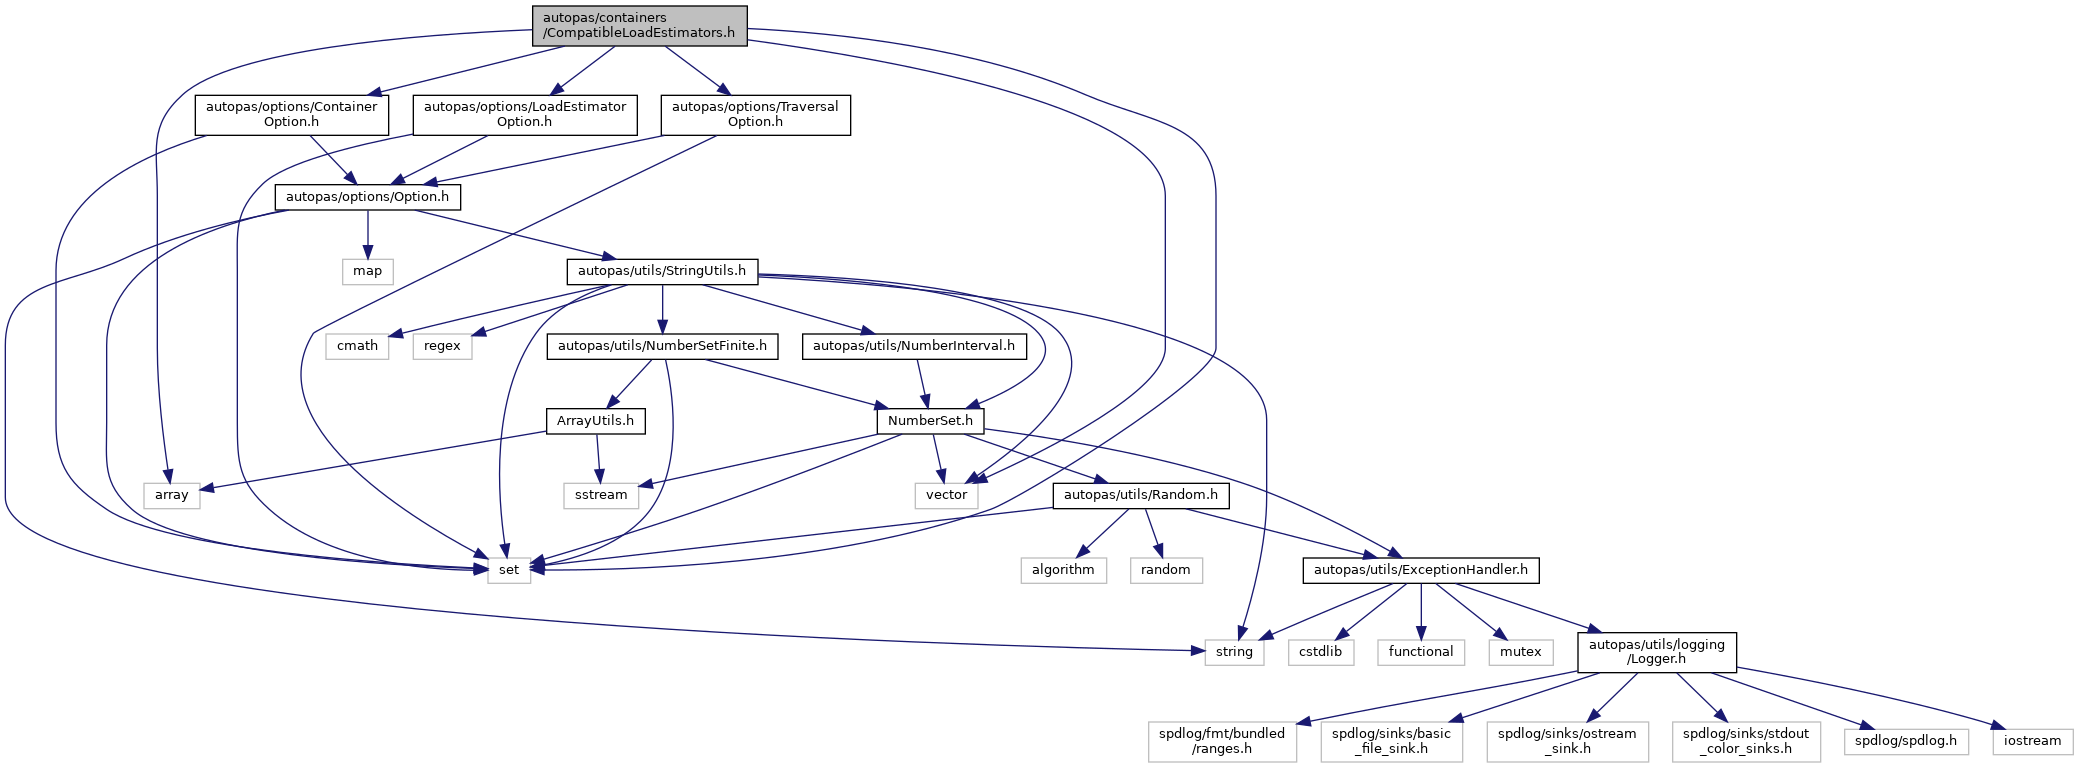 autopas/containers
/CompatibleLoadEstimators.h
autopas/options/Container
Option.h
autopas/options/LoadEstimator
Option.h
autopas/options/Traversal
Option.h
autopas/options/Option.h
map
autopas/utils/StringUtils.h
cmath
regex
autopas/utils/NumberSetFinite.h
autopas/utils/NumberInterval.h
ArrayUtils.h
NumberSet.h
array
sstream
vector
autopas/utils/Random.h
set
algorithm
random
autopas/utils/ExceptionHandler.h
string
cstdlib
functional
mutex
autopas/utils/logging
/Logger.h
spdlog/fmt/bundled
/ranges.h
spdlog/sinks/basic
_file_sink.h
spdlog/sinks/ostream
_sink.h
spdlog/sinks/stdout
_color_sinks.h
spdlog/spdlog.h
iostream